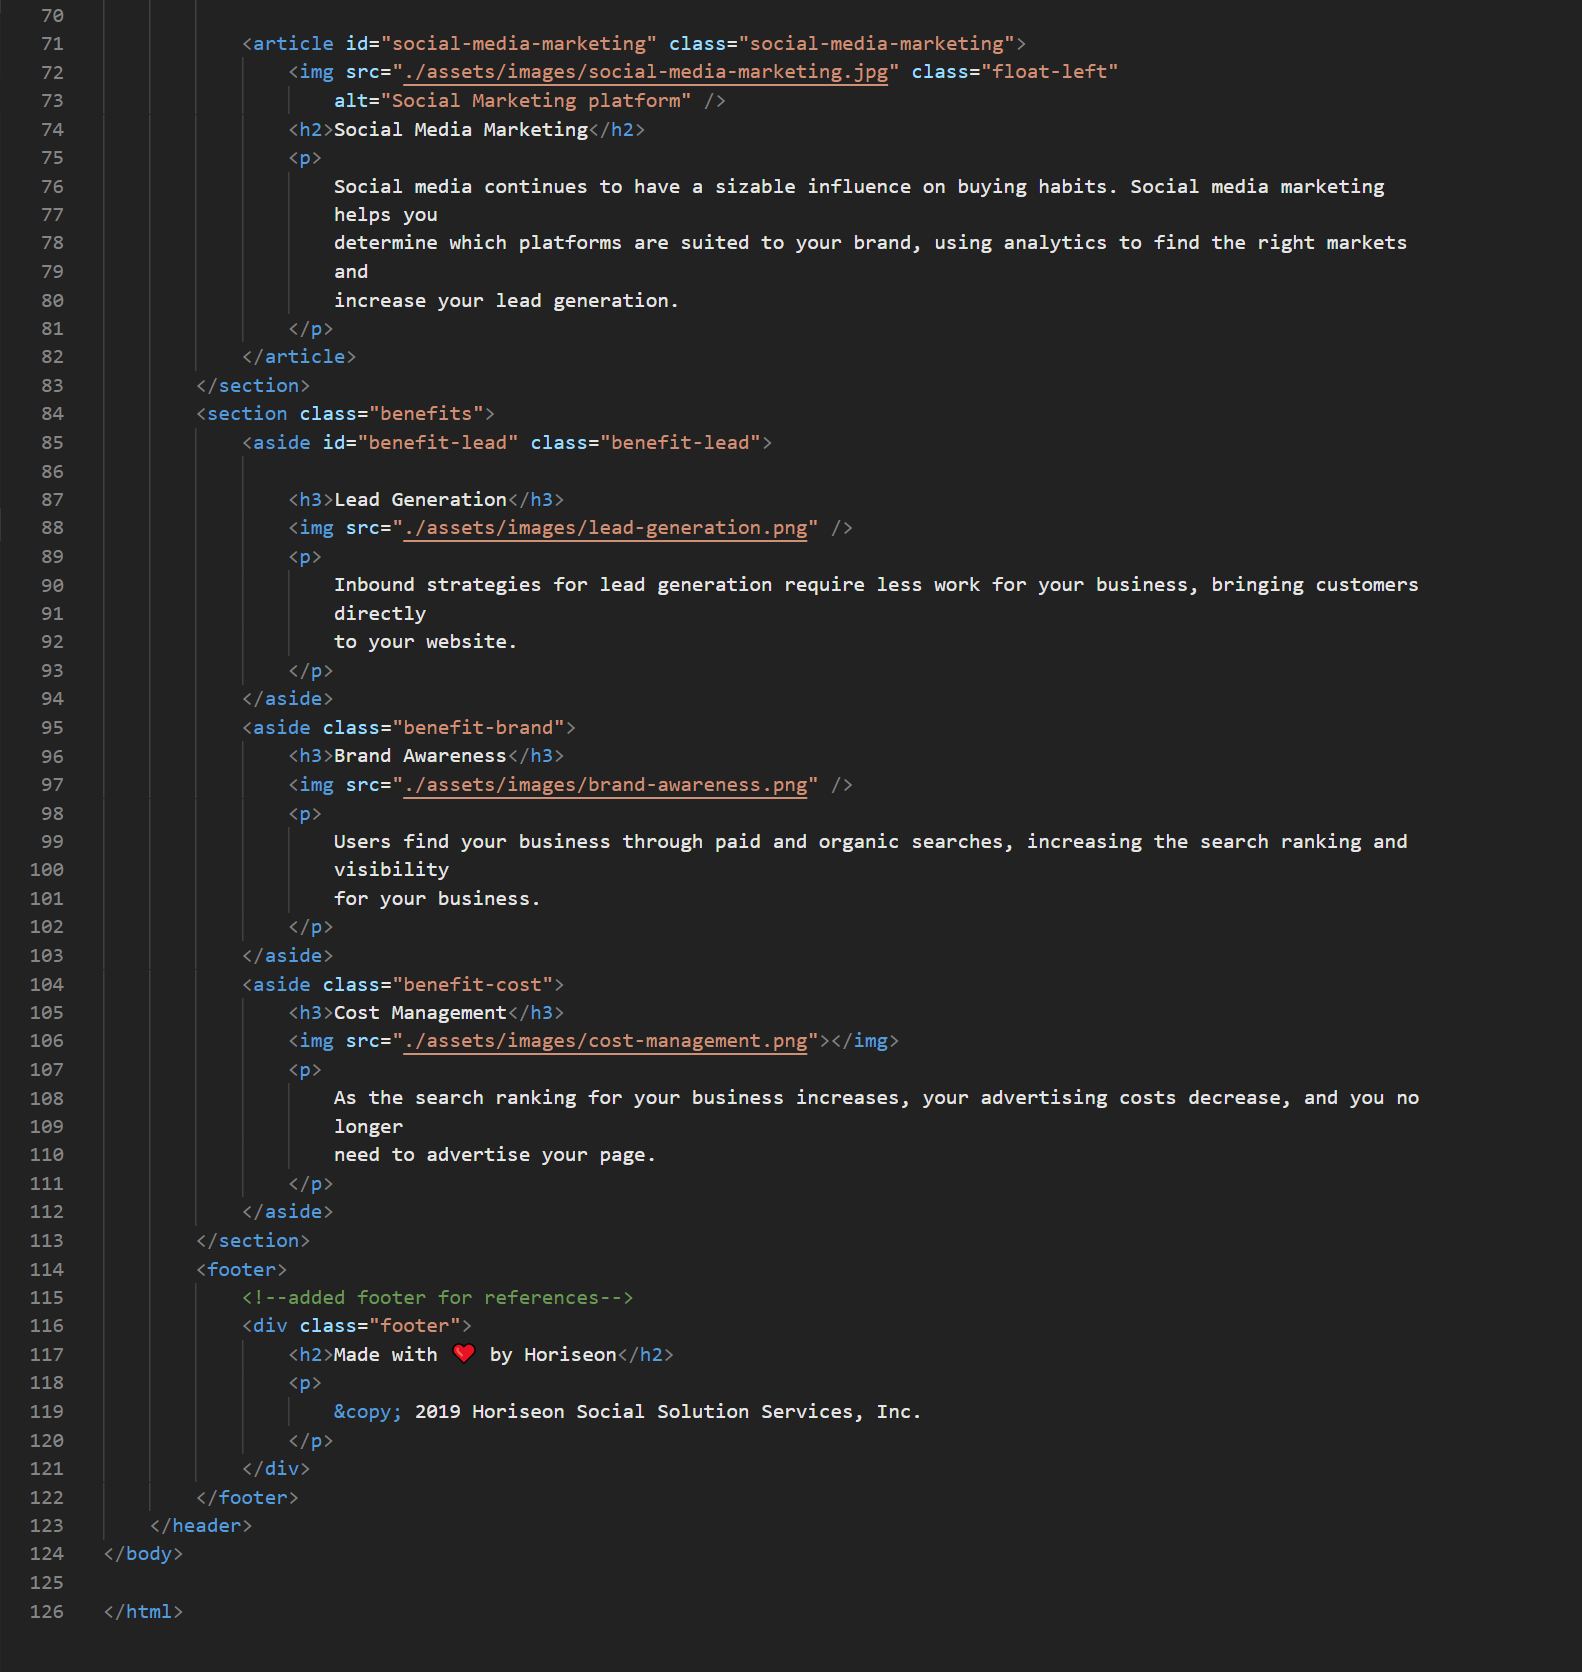 70
71 <article id="social-media-marketing" class="social-media-marketing">
72 <img src="./assets/images/social-media-marketing.jpg" class="float-left"
73 alt="Social Marketing platform" />
74 <h2>Social Media Marketing</h2>
75 <p>
76 Social media continues to have a sizable influence on buying habits. Social media marketing
77 helps you
78 determine which platforms are suited to your brand, using analytics to find the right markets
79 and
80 increase your lead generation.
81 </p>
82 </article>
83 </section>
84 <section class="benefits">
85 <aside id="benefit-lead" class="benefit-lead">
86
87 <h3>Lead Generation</h3>
88 <img src="./assets/images/lead-generation.png" />
89 <p>
90 Inbound strategies for lead generation require less work for your business, bringing customers
91 directly
92 to your website.
93 </p>
94 </aside>
95 <aside class="benefit-brand">
96 <h3>Brand Awareness</h3>
97 <img src="./assets/images/brand-awareness.png" />
98 <p>
99 Users find your business through paid and organic searches, increasing the search ranking and
100 visibility
101 for your business.
102 </p>
103 </aside>
104 <aside class="benefit-cost">
105 <h3>Cost Management</h3>
106 <img src="./assets/images/cost-management.png"></img>
107 <p>
108 As the search ranking for your business increases, your advertising costs decrease, and you no
109 longer
110 need to advertise your page.
111 </p>
112 </aside>
113 </section>
114 <footer>
115 <!--added footer for references-->
116 <div class="footer">
117 <h2>Made with ❤️ by Horiseon</h2>
118 <p>
119 &copy; 2019 Horiseon Social Solution Services, Inc.
120 </p>
121 </div>
122 </footer>
123 </header>
124 </body>
125
126 </html>